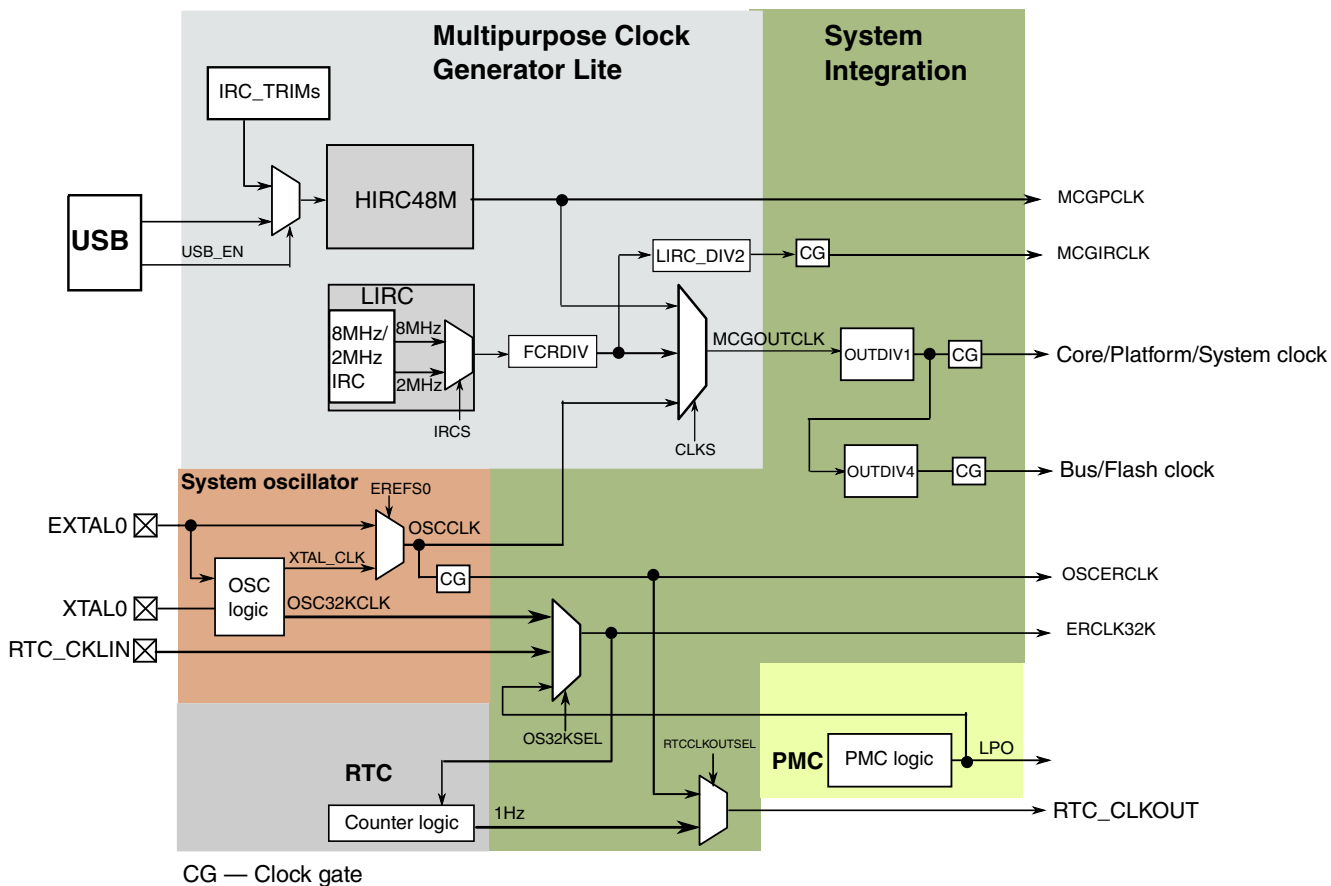 Multipurpose Clock
Generator Lite
System
Integration
IRC_TRIMs
HIRC48M
MCGPCLK
USB
USB_EN
LIRC_DIV2
CG
MCGIRCLK
LIRC
8MHz/
2MHz
IRC
8MHz
2MHz
FCRDIV
MCGOUTCLK
OUTDIV1
CG
Core/Platform/System clock
IRCS
CLKS
OUTDIV4
CG
Bus/Flash clock
System oscillator
EREFS0
EXTAL0
OSCCLK
XTAL_CLK
CG
OSCERCLK
OSC
logic
OSC32KCLK
XTAL0
ERCLK32K
RTC_CKLIN
OS32KSEL
RTCCLKOUTSEL
PMC
PMC logic
LPO
RTC
Counter logic
1Hz
RTC_CLKOUT
CG — Clock gate